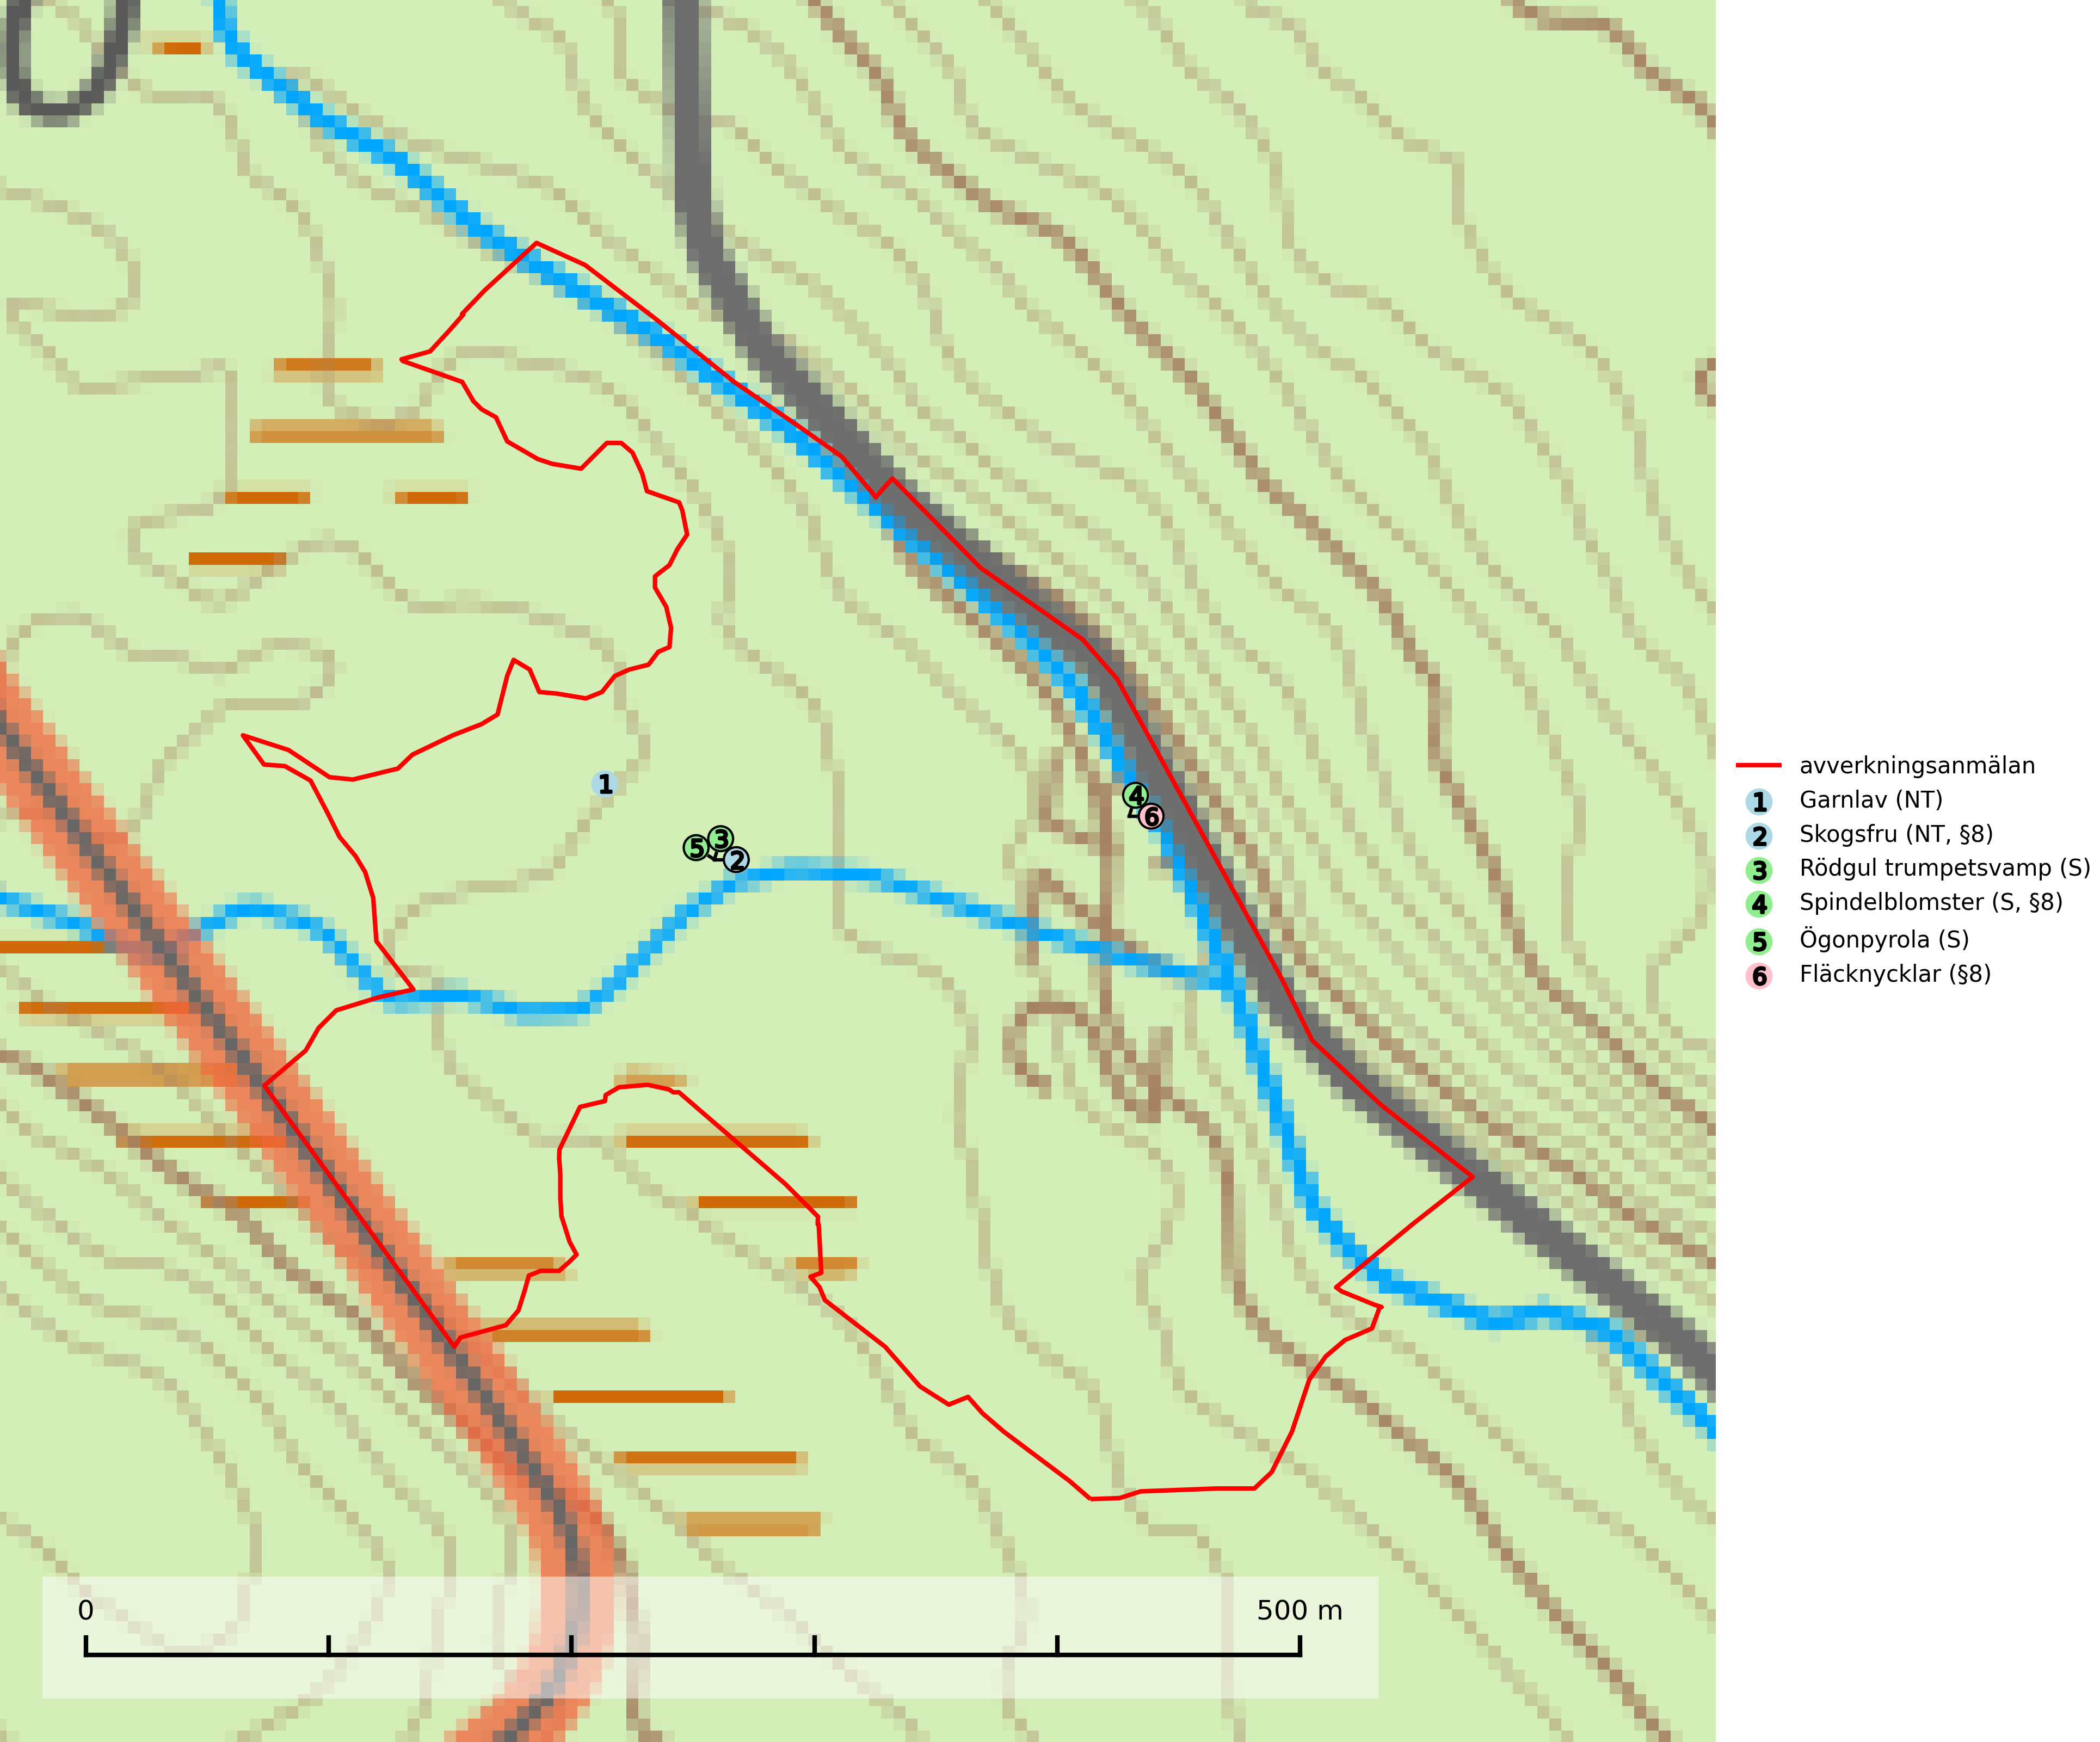 4
6
1
5
3
2
avverkningsanmälan
1 Garnlav (NT)
2 Skogsfru (NT, §8)
3 Rödgul trumpetsvamp (S)
4 Spindelblomster (S, §8)
5 Ögonpyrola (S)
6 Fläcknycklar (§8)
0 500 m